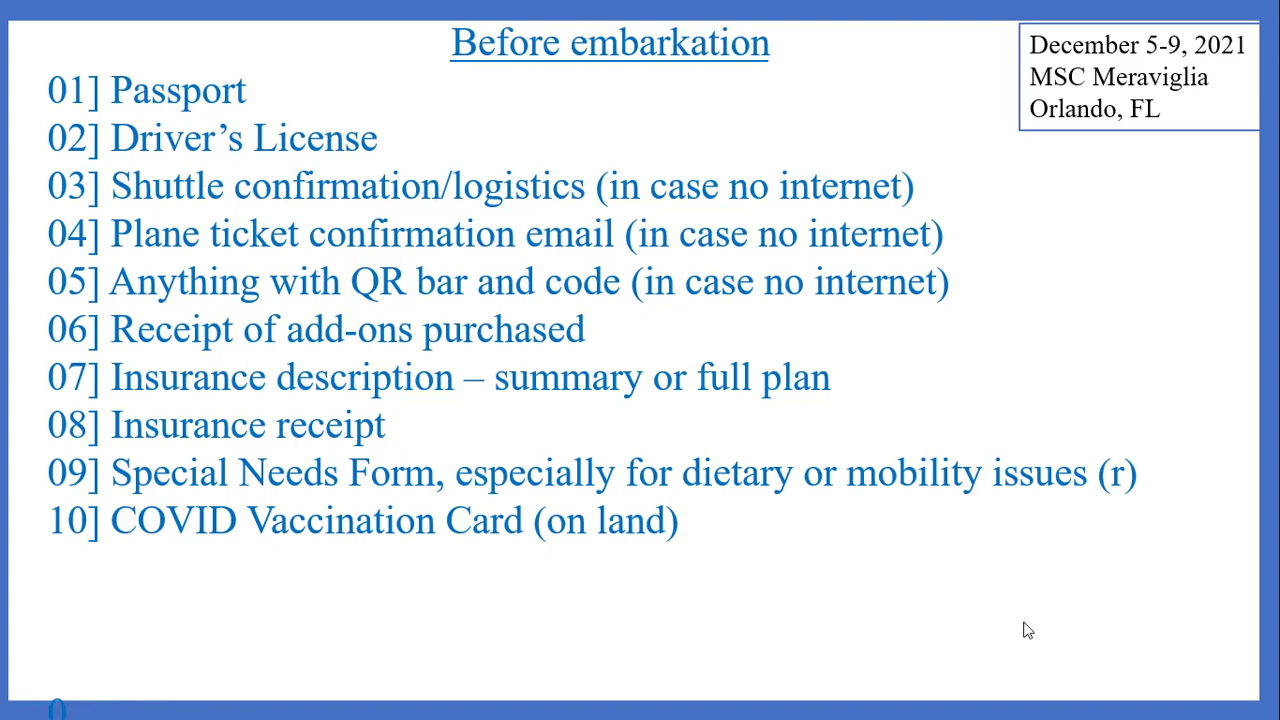 Before embarkation
December 5-9, 2021
MSC Meraviglia
Orlando, FL
01] Passport
02] Driver’s License
03] Shuttle confirmation/logistics (in case no internet)
04] Plane ticket confirmation email (in case no internet)
05] Anything with QR bar and code (in case no internet)
06] Receipt of add-ons purchased
07] Insurance description – summary or full plan
08] Insurance receipt
09] Special Needs Form, especially for dietary or mobility issues (r)
10] COVID Vaccination Card (on land)